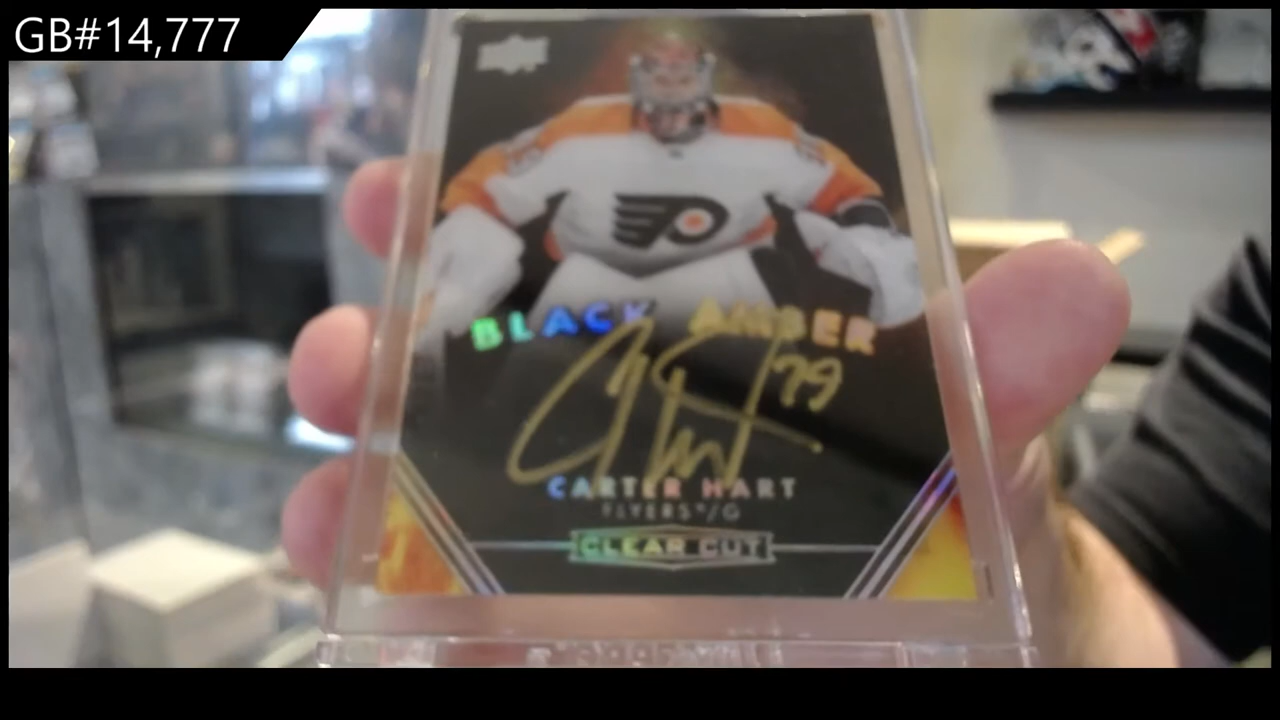 GB#14,777
BLACK AMBER
79
CARTER HART
FLYERS®/G
CLEAR CUT